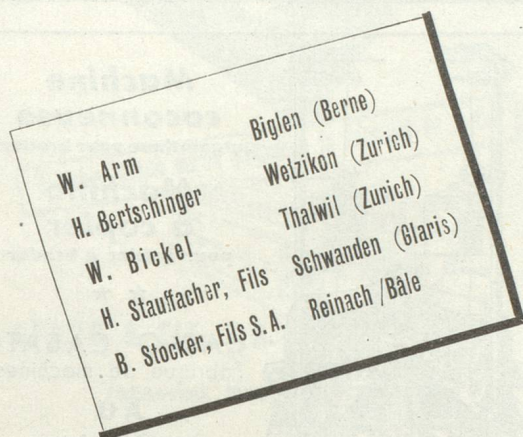 W. Arm Biglen (Berne)
H. Bertschinger Wetzikon (Zurich)
W. Bickel Thalwil (Zurich)
H. Stauffacher, Fils Schwanden (Glaris)
B. Stocker, Fils S.A. Reinach/Bâle